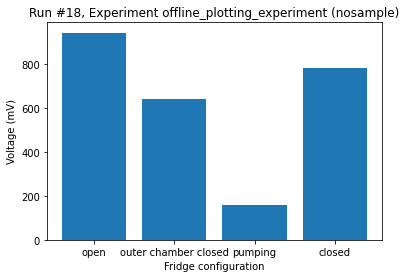 Run #18, Experiment offline_plotting_experiment (nosample)
Voltage (mV)
800
600
400
200
0
open outer chamber closed pumping closed
Fridge configuration